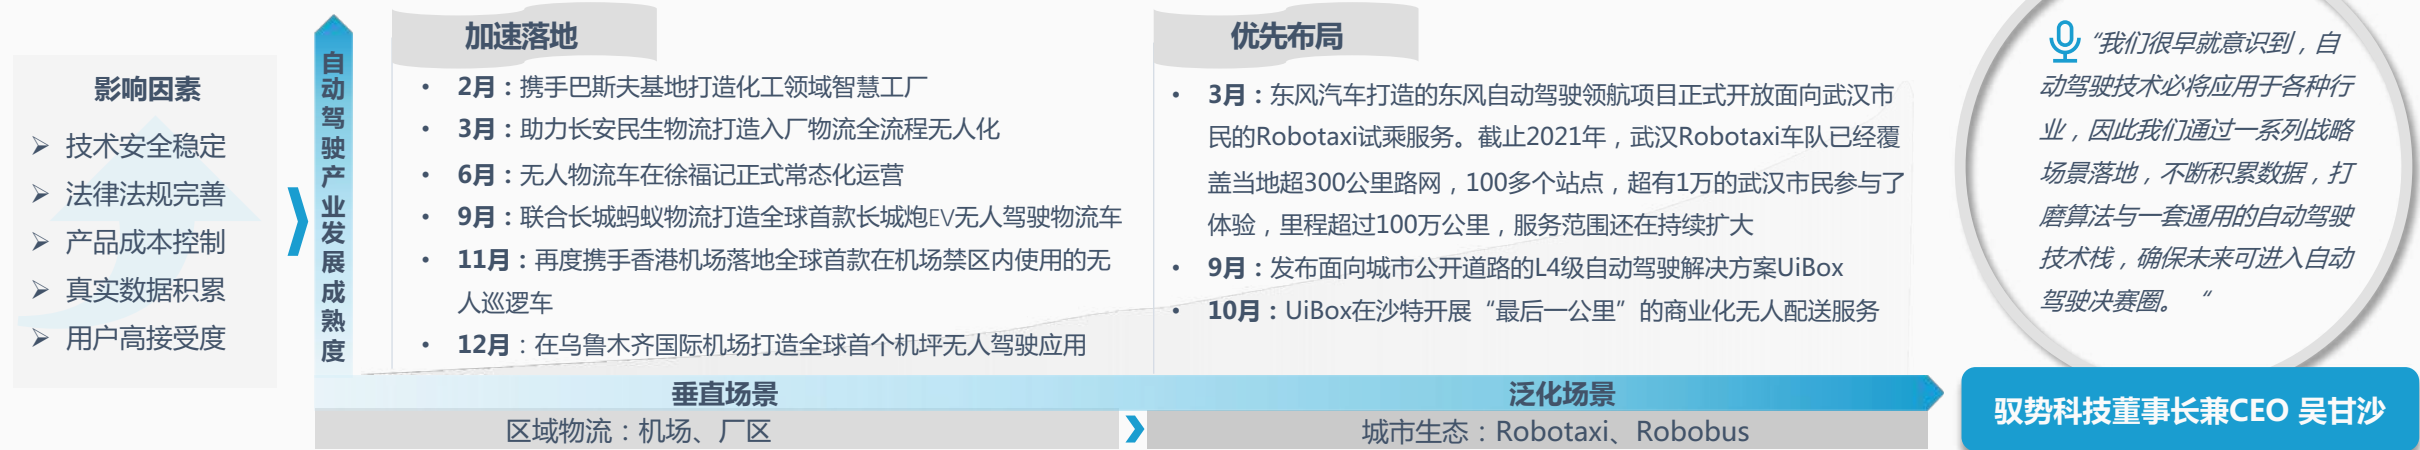 影响因素
➢ 技术安全稳定
➢ 法律法规完善
➢ 产品成本控制
➢ 真实数据积累
➢ 用户高接受度
自动驾驶产业发展成熟度
加速落地
• 2月：携手巴斯夫基地打造化工领域智慧工厂
• 3月：助力长安民生物流打造入厂物流全流程无人化
• 6月：无人物流车在徐福记正式常态化运营
• 9月：联合长城蚂蚁物流打造全球首款长城炮EV无人驾驶物流车
• 11月：再度携手香港机场落地全球首款在机场禁区内使用的无
人巡逻车
• 12月：在乌鲁木齐国际机场打造全球首个机坪无人驾驶应用
优先布局
• 3月：东风汽车打造的东风自动驾驶领航项目正式开放面向武汉市
民的Robotaxi试乘服务。截止2021年，武汉Robotaxi车队已经覆
盖当地超300公里路网，100多个站点，超有1万的武汉市民参与了
体验，里程超过100万公里，服务范围还在持续扩大
• 9月：发布面向城市公开道路的L4级自动驾驶解决方案UiBox
• 10月：UiBox在沙特开展“最后一公里”的商业化无人配送服务
垂直场景
泛化场景
区域物流：机场、厂区
城市生态：Robotaxi、Robobus
“我们很早就意识到，自
动驾驶技术必将应用于各种行
业，因此我们通过一系列战略
场景落地，不断积累数据，打
磨算法与一套通用的自动驾驶
技术栈，确保未来可进入自动
驾驶决赛圈。“
驭势科技董事长兼CEO 吴甘沙